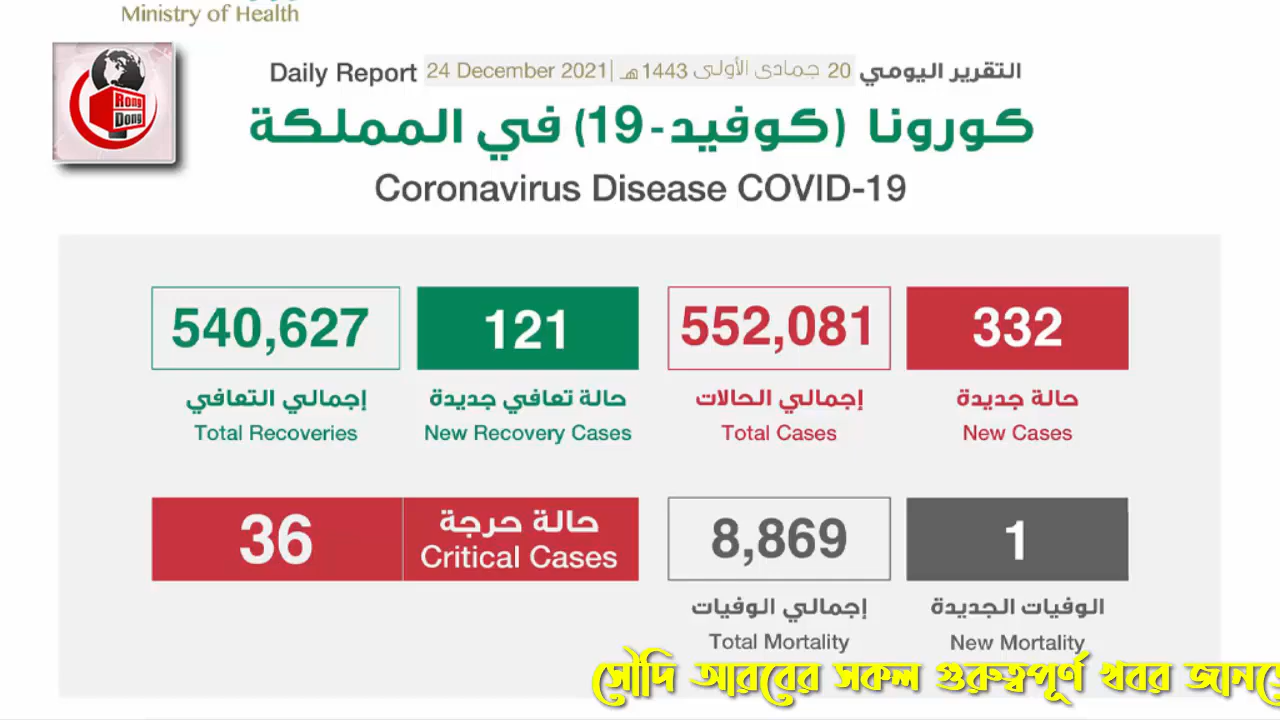 Ministry of Health
Rong
Dong
Daily Report 24 December 2021| التقرير اليومي 20 جمادى الأولى 1443هـ
كورونا (كوفيد-19) في المملكة
Coronavirus Disease COVID-19
540,627 121 552,081 332
إجمالي التعافي حالة تعافي جديدة إجمالي الحالات حالة جديدة
Total Recoveries New Recovery Cases Total Cases New Cases
36 حالة حرجة 8,869 1
Critical Cases
إجمالي الوفيات الوفيات الجديدة
Total Mortality New Mortality
সৌদি আরবের সকল গুরুত্বপূর্ণ খবর